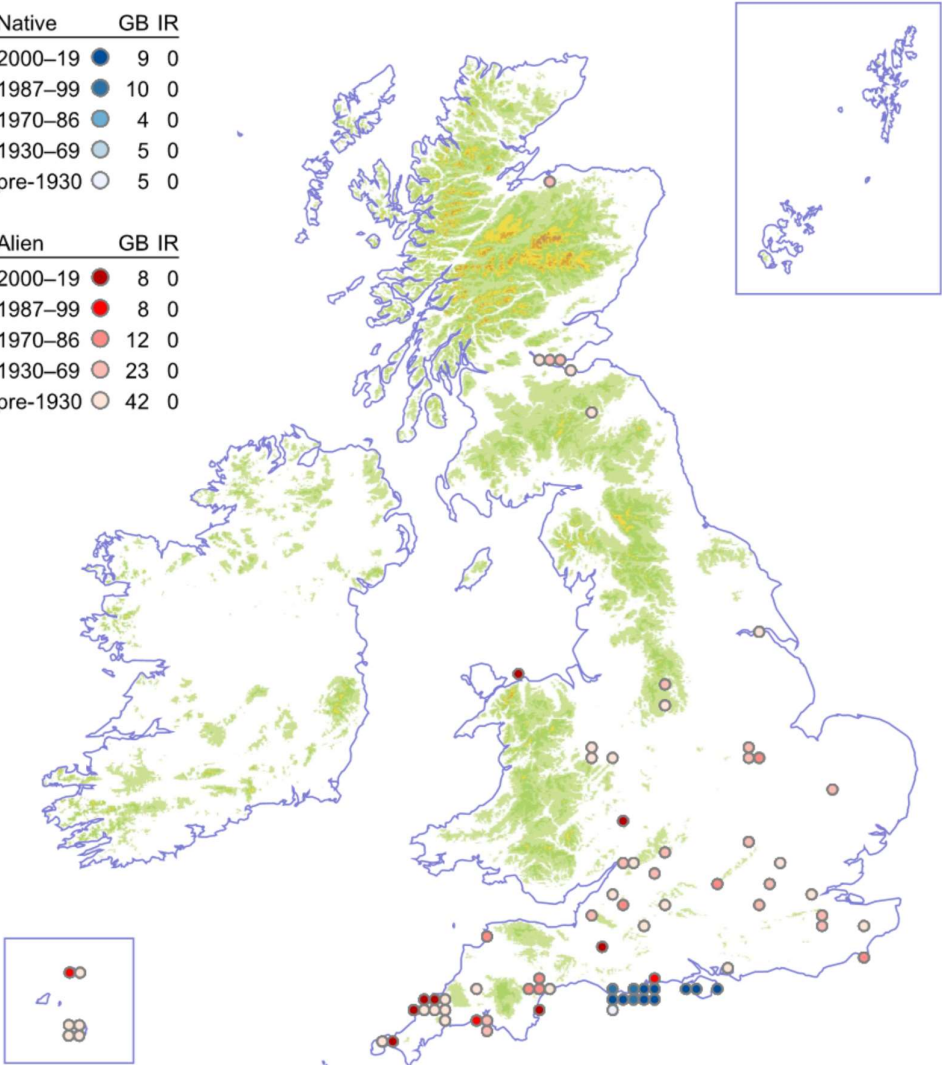 Native GB IR
2000–19 9 0
1987–99 10 0
1970–86 4 0
1930–69 5 0
pre-1930 5 0
Alien GB IR
2000–19 8 0
1987–99 8 0
1970–86 12 0
1930–69 23 0
pre-1930 42 0